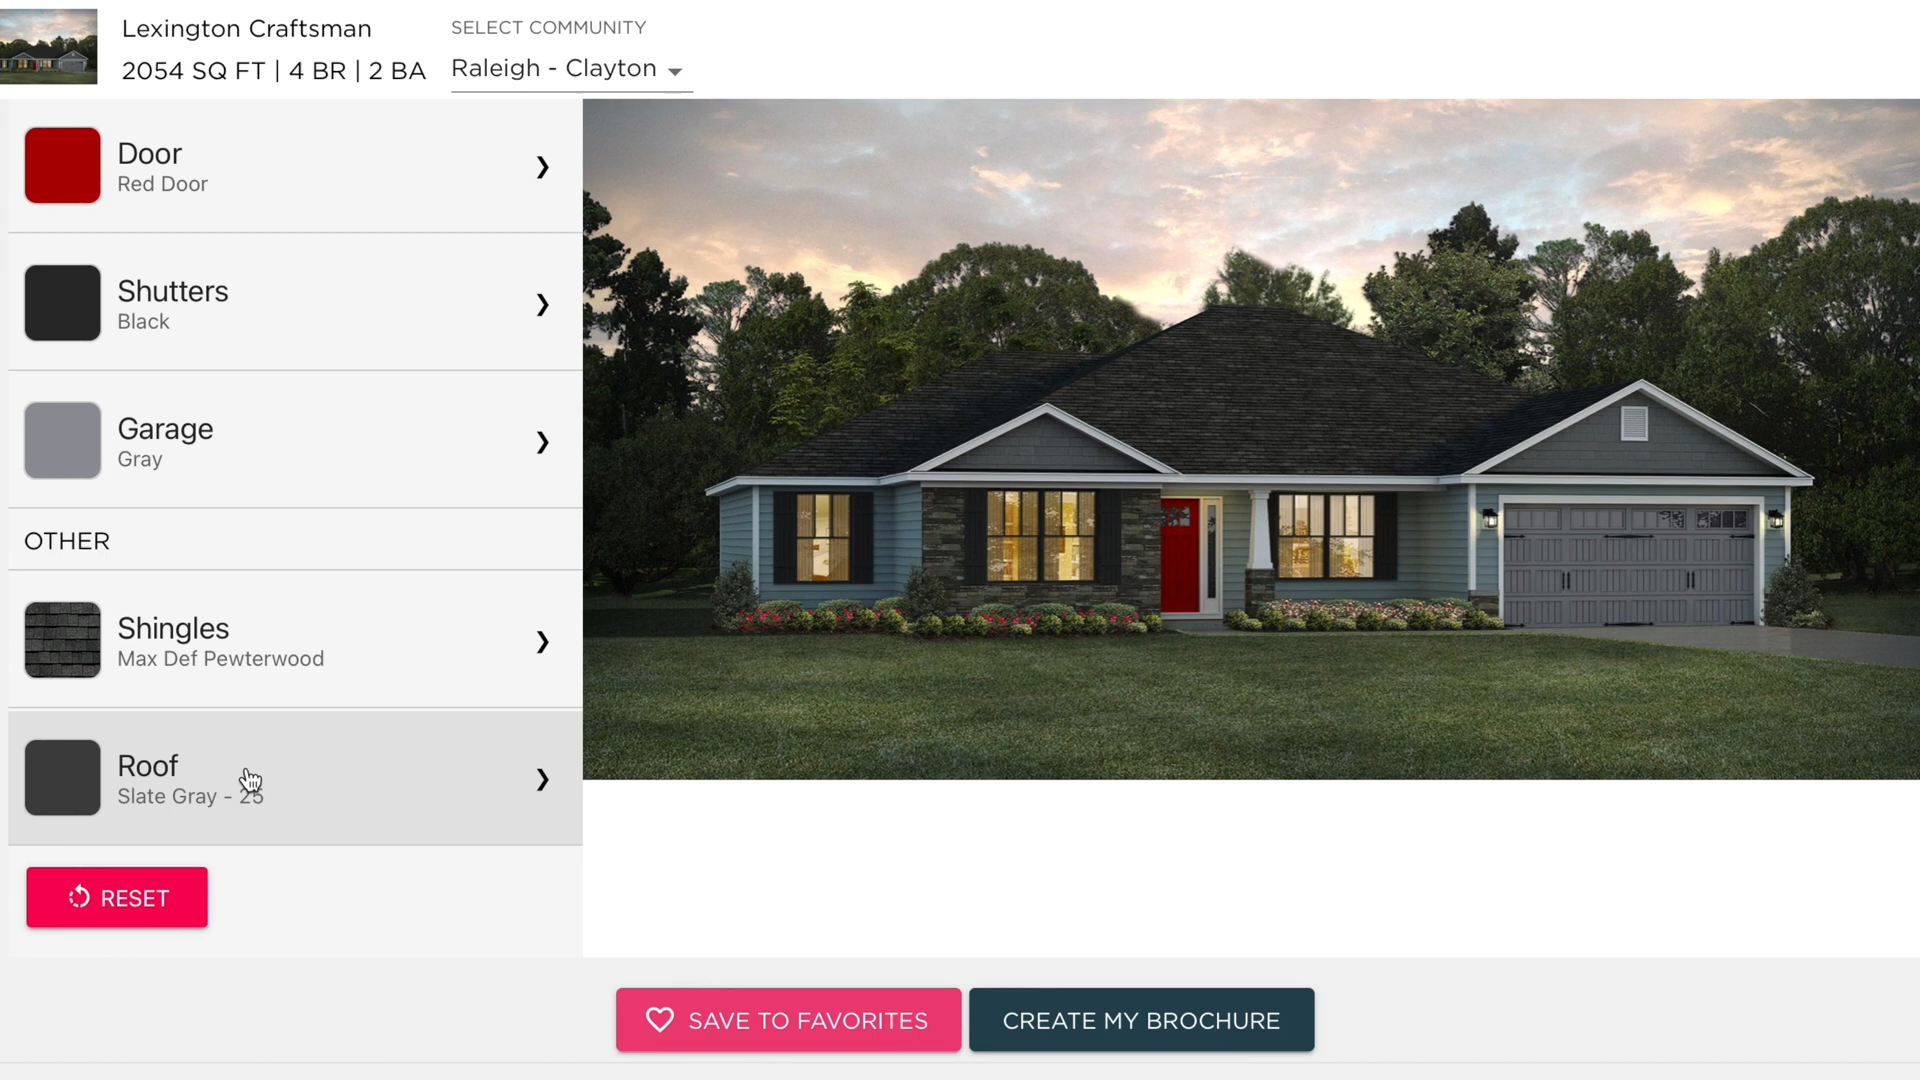 Lexington Craftsman
2054 SQ FT | 4 BR | 2 BA
SELECT COMMUNITY
Raleigh - Clayton
Door
Red Door
Shutters
Black
Garage
Gray
OTHER
Shingles
Max Def Pewterwood
Roof
Slate Gray - 25
RESET
SAVE TO FAVORITES
CREATE MY BROCHURE